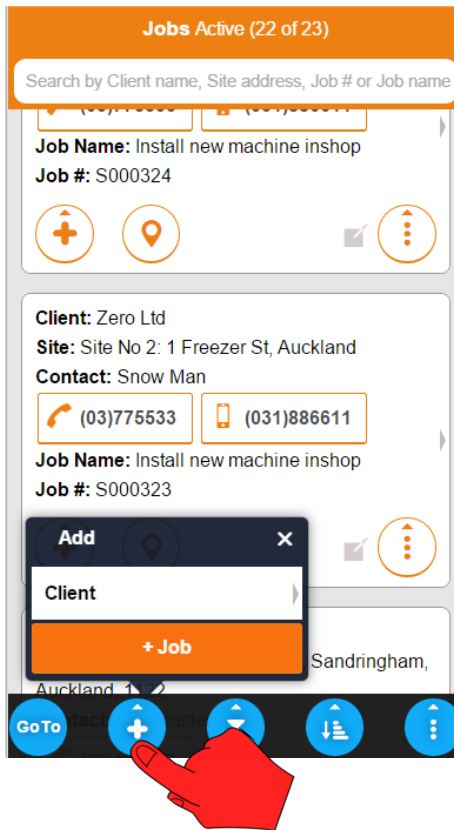 Jobs Active (22 of 23)
Search by Client name, Site address, Job # or Job name
Job Name: Install new machine inshop
Job #: S000324
Client: Zero Ltd
Site: Site No 2: 1 Freezer St, Auckland
Contact: Snow Man
(03)775533 (031)886611
Job Name: Install new machine inshop
Job #: S000323
Add ×
Client
+ Job
Sandringham,
Auckland, 1122
GoTo